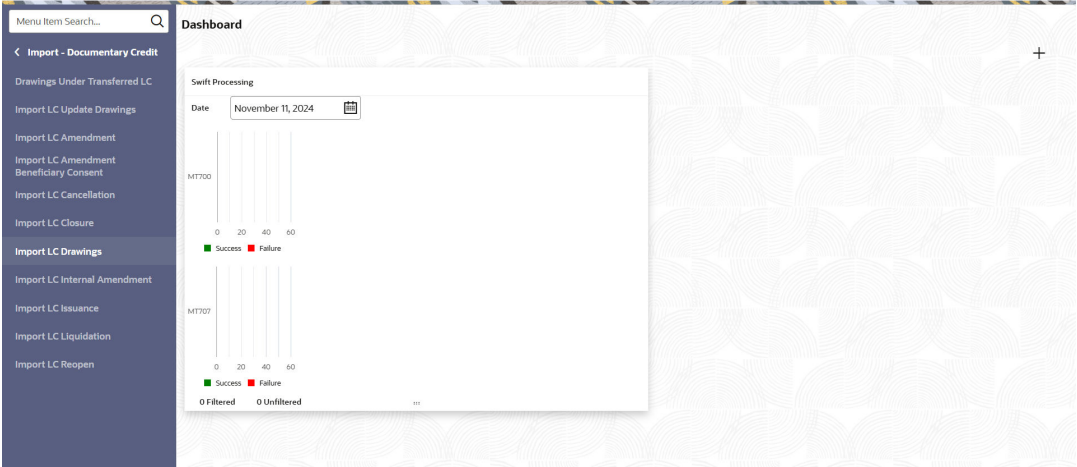 Menu Item Search...
Dashboard
Import - Documentary Credit
Drawings Under Transferred LC
Import LC Update Drawings
Import LC Amendment
Import LC Amendment
Beneficiary Consent
Import LC Cancellation
Import LC Closure
Import LC Drawings
Import LC Internal Amendment
Import LC Issuance
Import LC Liquidation
Import LC Reopen
Swift Processing
Date November 11, 2024
MT700
0 20 40 60
Success Failure
MT707
0 20 40 60
Success Failure
0 Filtered 0 Unfiltered